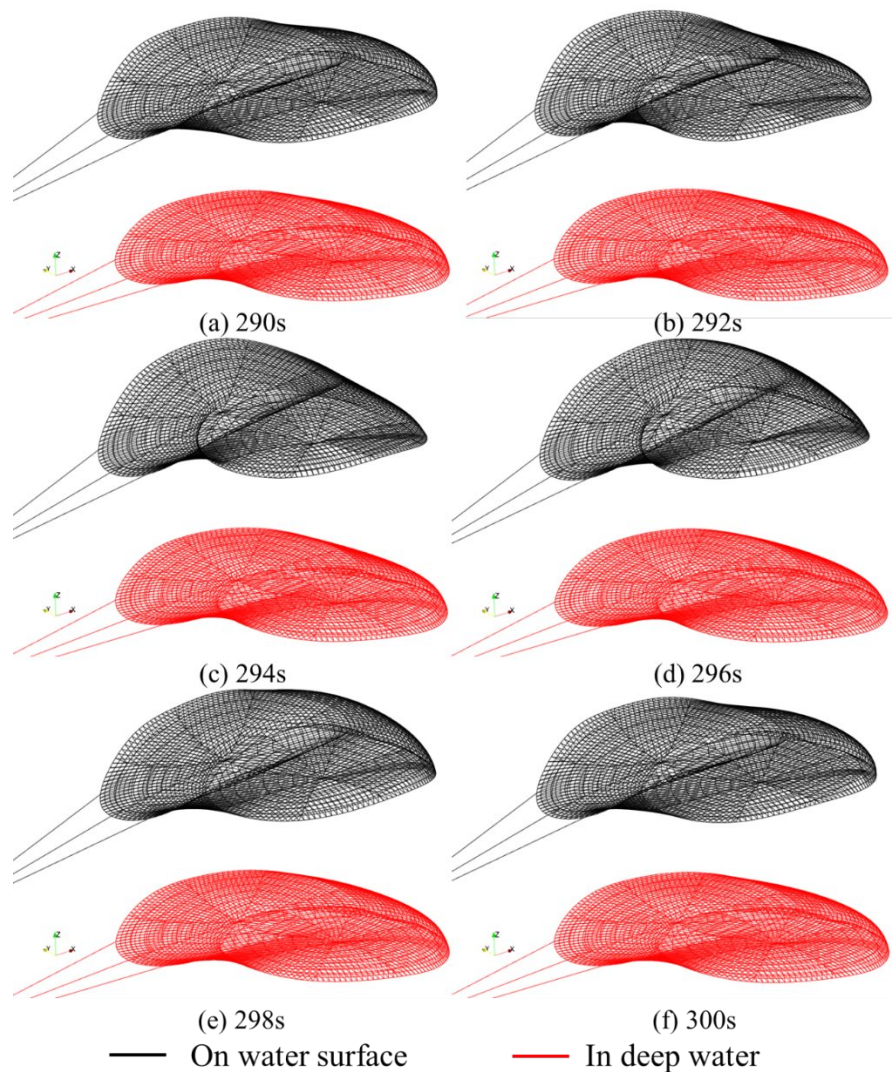 Z
Y X
Z
Y X
(a) 290s
(b) 292s
Z
Y X
Z
Y X
(c) 294s
(d) 296s
Z
Y X
Z
Y X
(e) 298s
(f) 300s
On water surface
In deep water